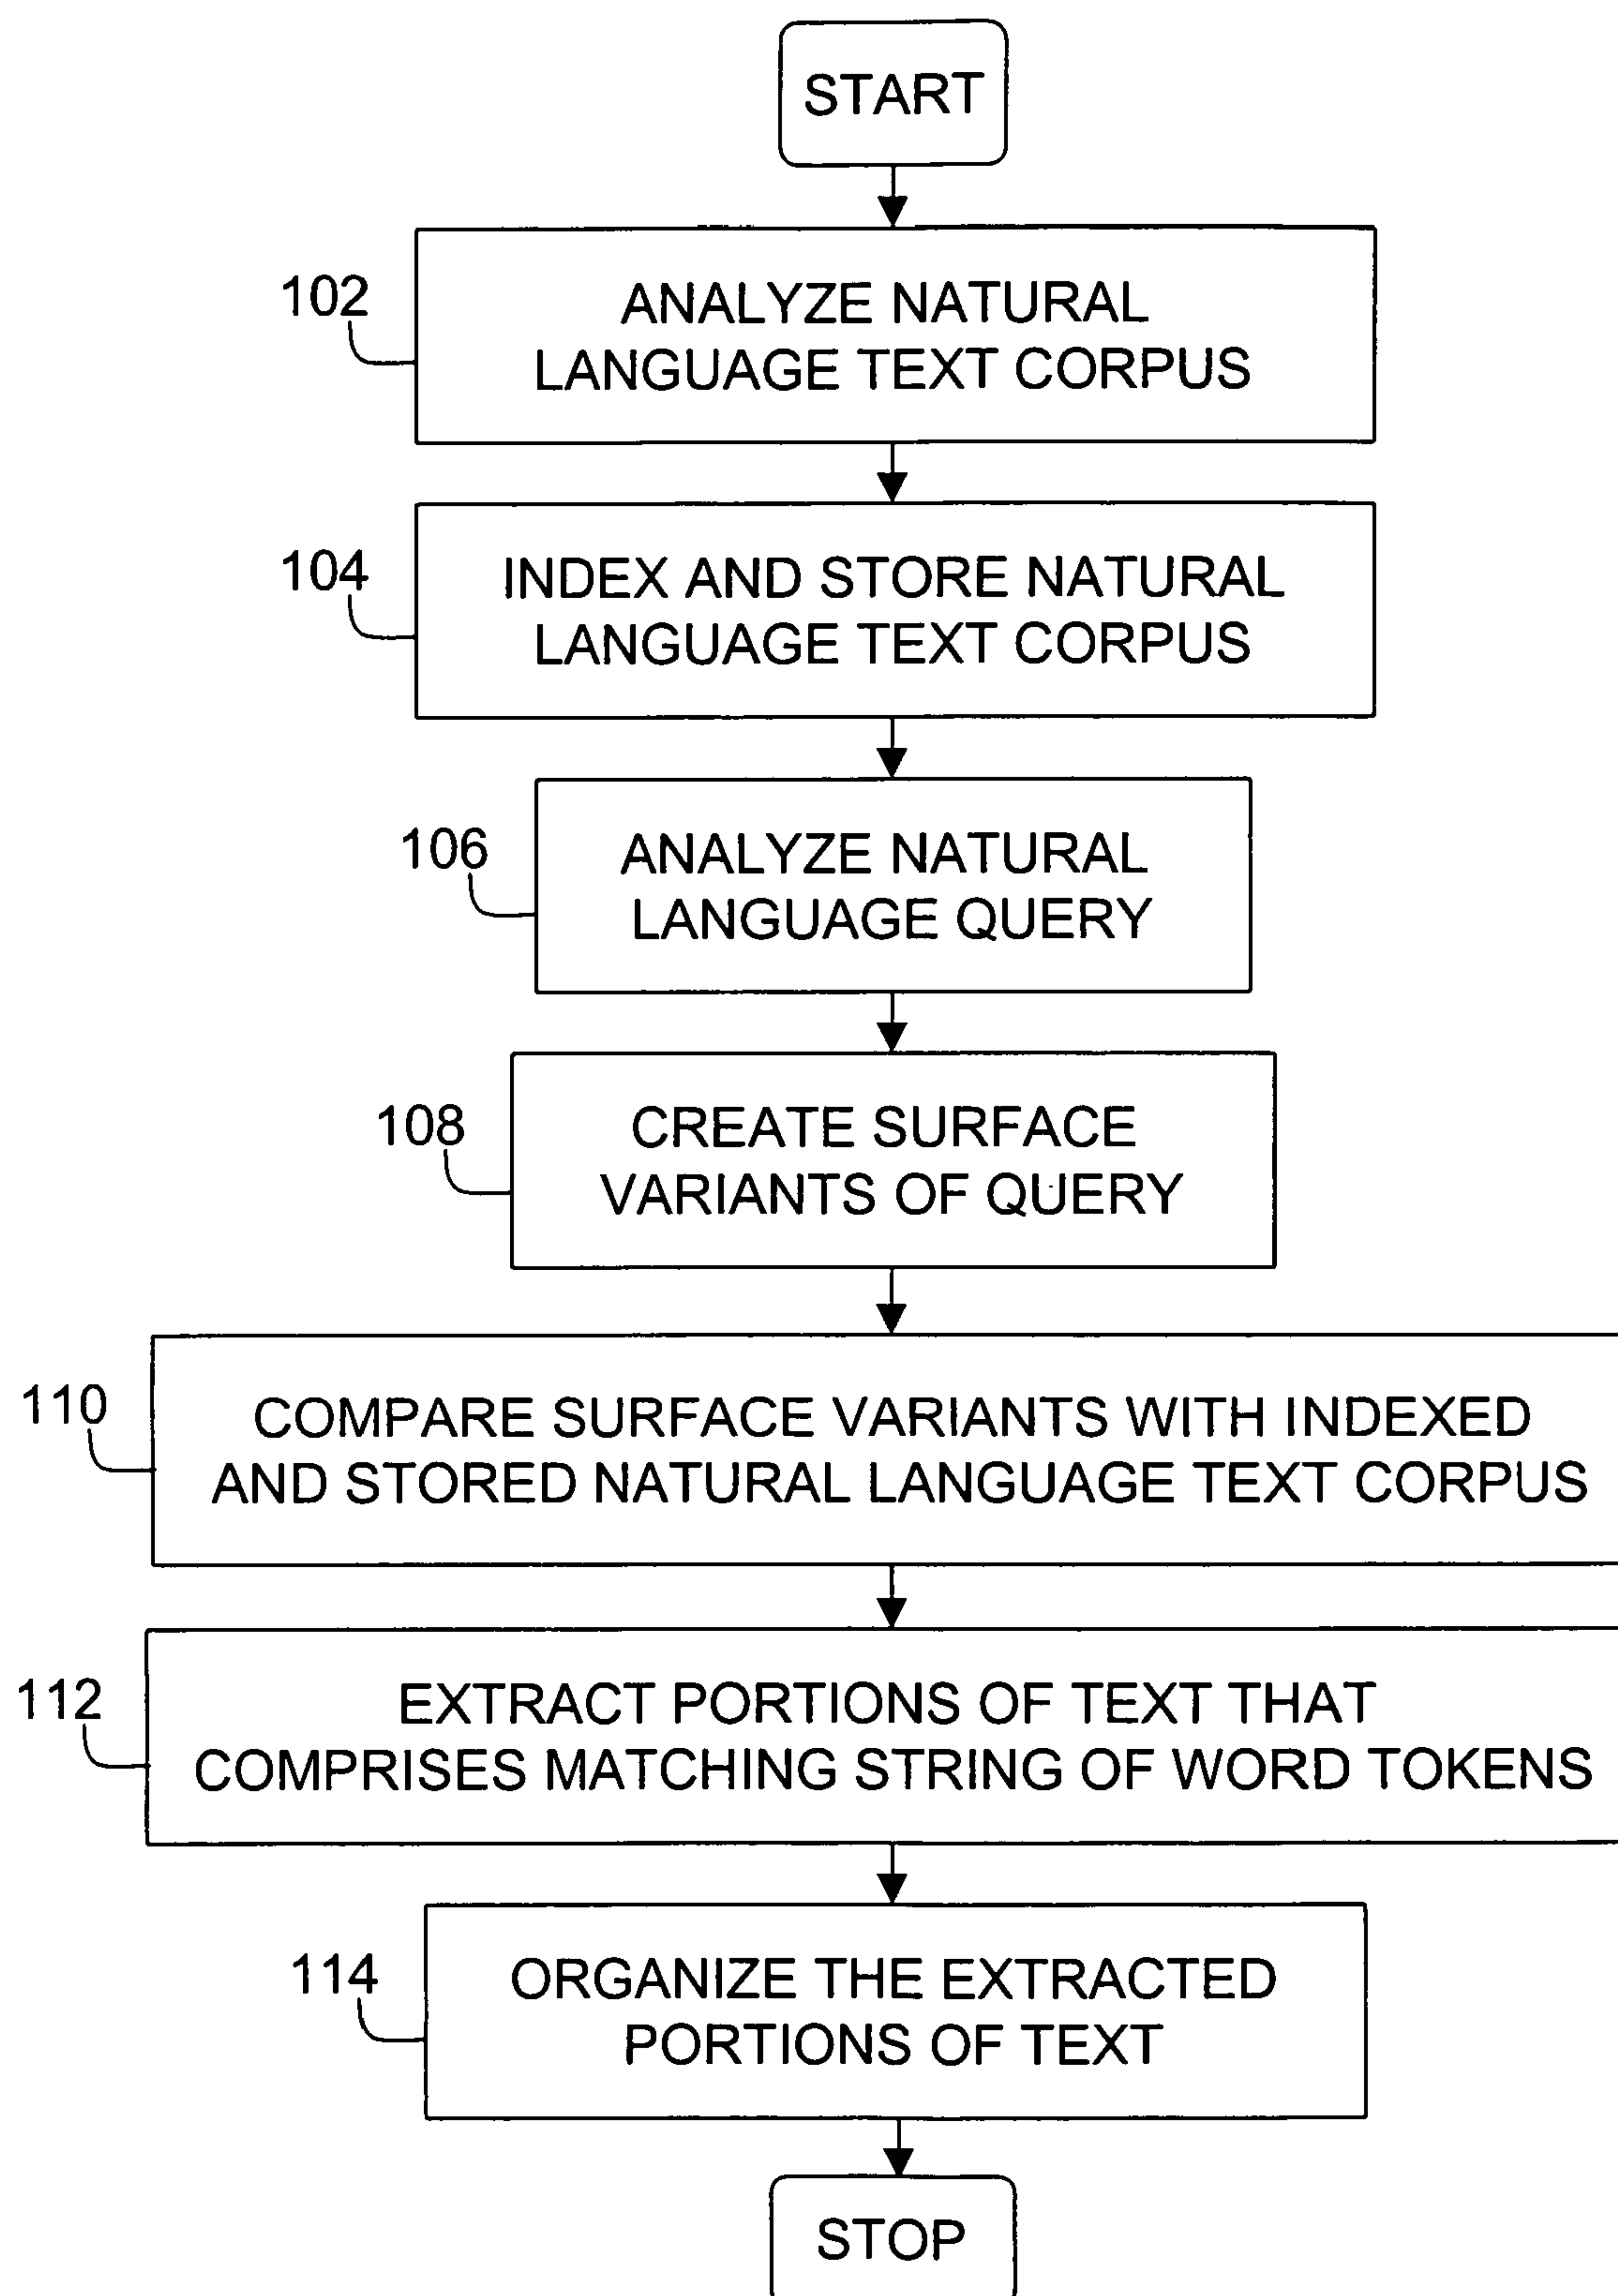 START
102
ANALYZE NATURAL
LANGUAGE TEXT CORPUS
104
INDEX AND STORE NATURAL
LANGUAGE TEXT CORPUS
106
ANALYZE NATURAL
LANGUAGE QUERY
108
CREATE SURFACE
VARIANTS OF QUERY
110
COMPARE SURFACE VARIANTS WITH INDEXED
AND STORED NATURAL LANGUAGE TEXT CORPUS
112
EXTRACT PORTIONS OF TEXT THAT
COMPRISES MATCHING STRING OF WORD TOKENS
114
ORGANIZE THE EXTRACTED
PORTIONS OF TEXT
STOP